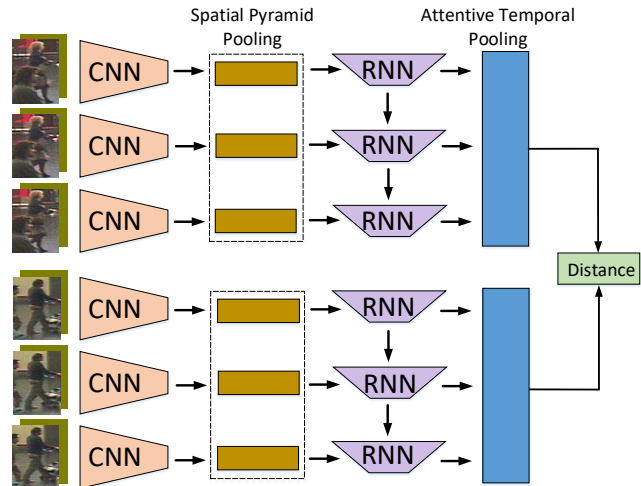 Spatial Pyramid
Pooling
Attentive Temporal
Pooling
CNN
RNN
CNN
RNN
CNN
RNN
Distance
CNN
RNN
CNN
RNN
CNN
RNN